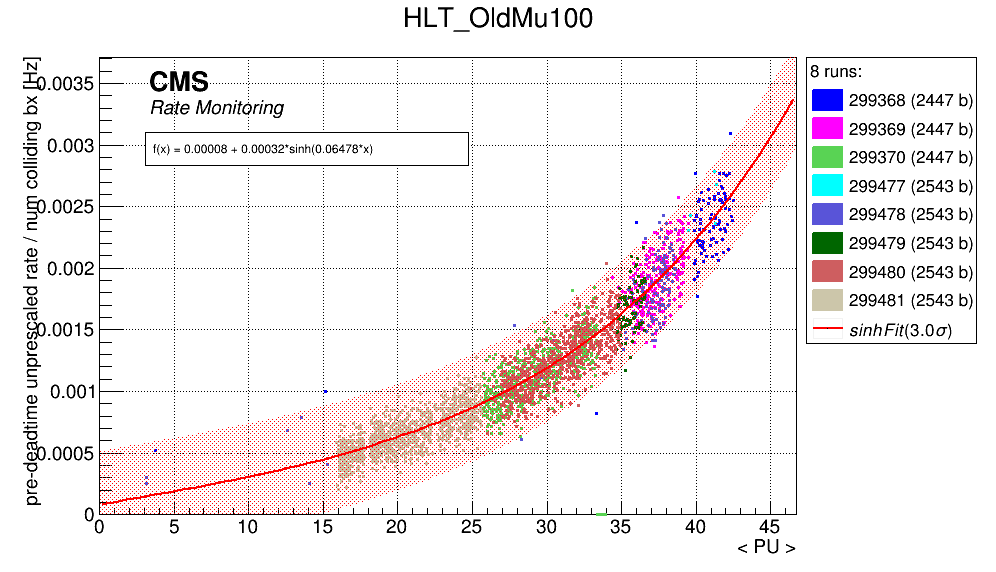 HLT_OldMu100
pre-deadtime unprescaled rate / num colliding bx [Hz]
0.0035
0.003
0.0025
0.002
0.0015
0.001
0.0005
0
CMS
Rate Monitoring
f(x) = 0.00008 + 0.00032*sinh(0.06478*x)
0 5 10 15 20 25 30 35 40 45
< PU >
8 runs:
299368 (2447 b)
299369 (2447 b)
299370 (2447 b)
299477 (2543 b)
299478 (2543 b)
299479 (2543 b)
299480 (2543 b)
299481 (2543 b)
sinhFit(3.0σ)